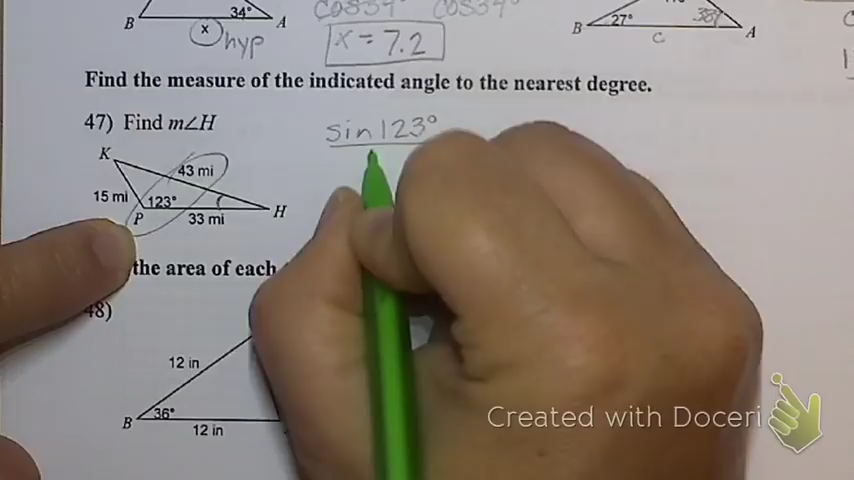 34°
B
x
A
hyp
cos34° cos34°
x = 7.2
27°
38°
B
C
A
Find the measure of the indicated angle to the nearest degree.
47) Find m∠H
sin123°
K
43 mi
15 mi
123°
P
33 mi
H
the area of each
48)
12 in
36°
B
12 in
Created with Doceri